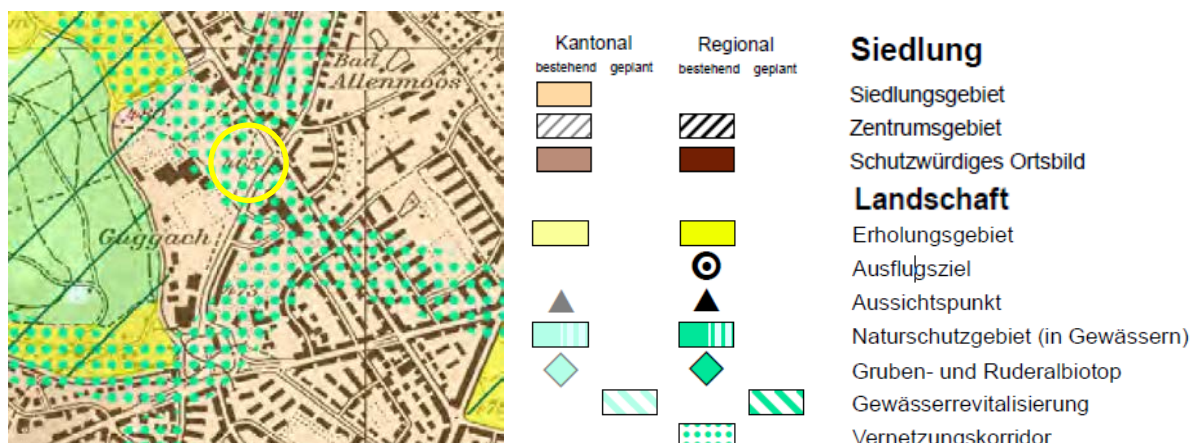 Bad
Allenmoos
Guggach
473
Kantonal Regional
bestehend geplant bestehend geplant
Siedlung
Siedlungsgebiet
Zentrumsgebiet
Schutzwürdiges Ortsbild
Landschaft
Erholungsgebiet
Ausflugsziel
Aussichtspunkt
Naturschutzgebiet (in Gewässern)
Gruben- und Ruderalbiotop
Gewässerrevitalisierung
Vernetzungskorridor